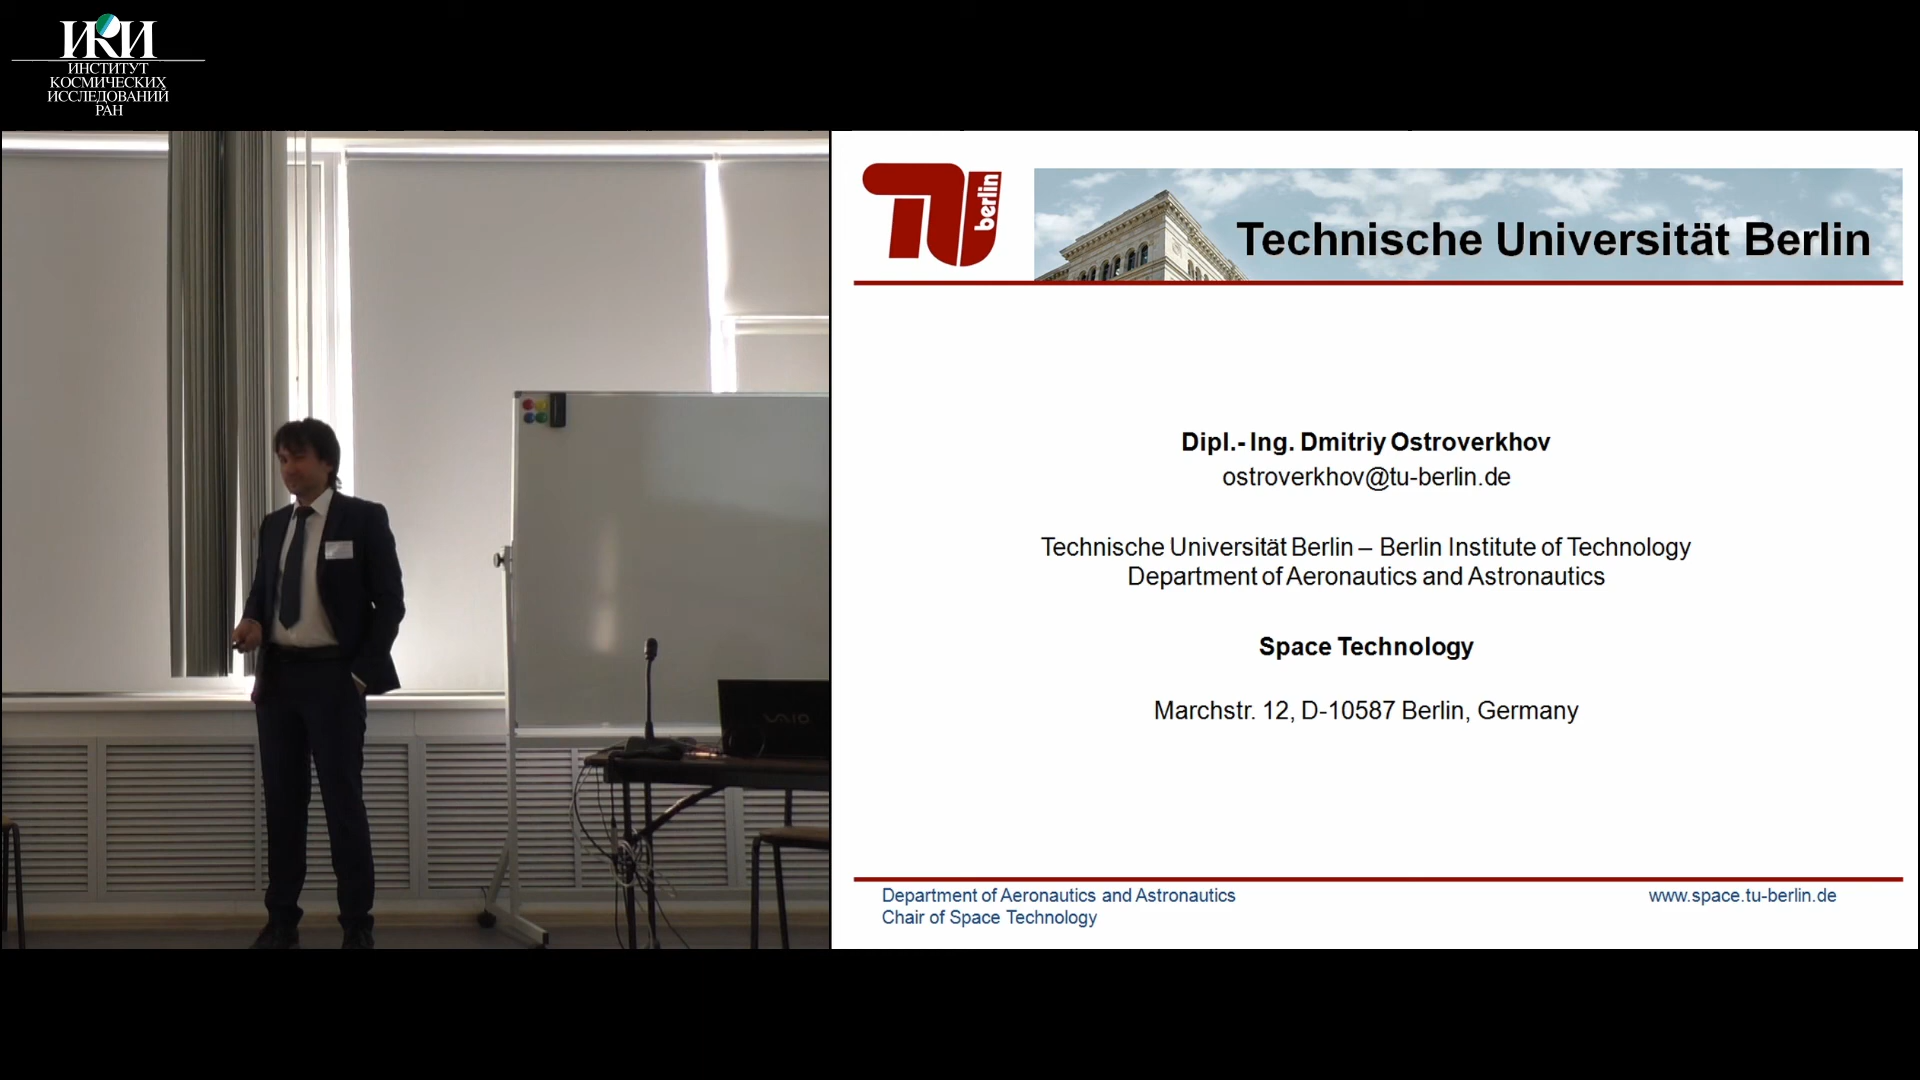 ИКИ
ИНСТИТУТ
КОСМИЧЕСКИХ
ИССЛЕДОВАНИЙ
РАН
TU berlin
Technische Universität Berlin
Dipl.- Ing. Dmitriy Ostroverkhov
ostroverkhov@tu-berlin.de
Technische Universität Berlin – Berlin Institute of Technology
Department of Aeronautics and Astronautics
Space Technology
Marchstr. 12, D-10587 Berlin, Germany
VAIO
Department of Aeronautics and Astronautics
Chair of Space Technology
www.space.tu-berlin.de